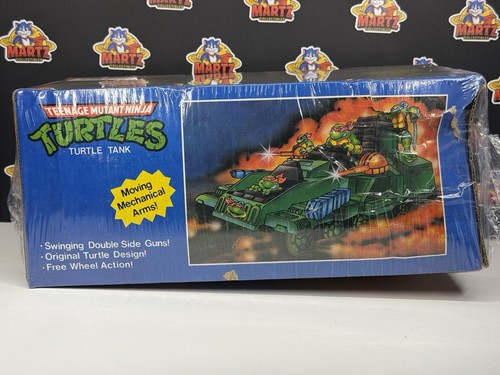 TEENAGE MUTANT NINJA
TURTLES
TURTLE TANK
Moving
Mechanical
Arms!
· Swinging Double Side Guns!
· Original Turtle Design!
· Free Wheel Action!
MARTZ
MARTZ
MARTZ
MARTZ
MARTZ
MARTZ
MARTZ